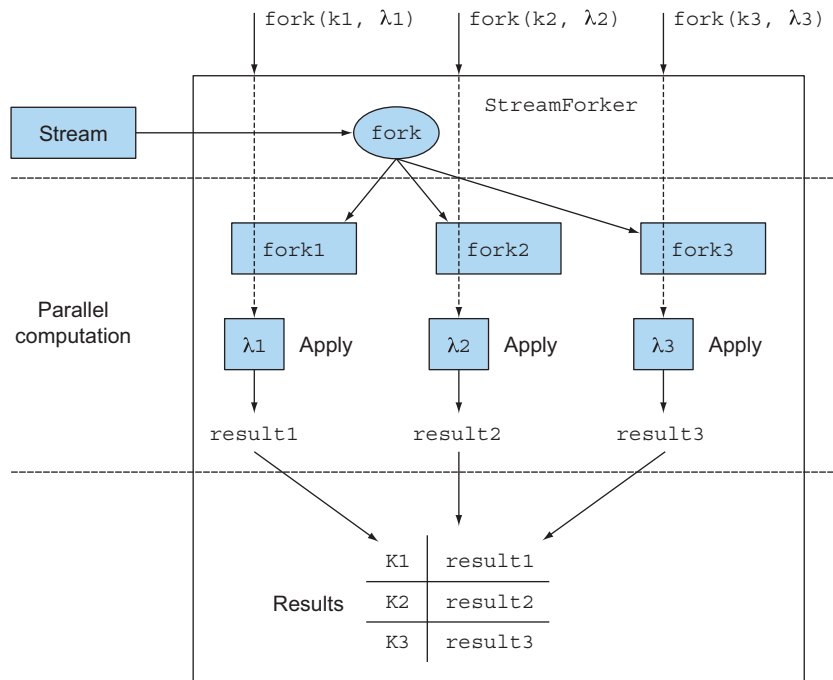 fork(k1, λ1) fork(k2, λ2) fork(k3, λ3)
StreamForker
Stream
fork
fork1 fork2 fork3
Parallel
computation
λ1 Apply λ2 Apply λ3 Apply
result1 result2 result3
K1 result1
Results K2 result2
K3 result3